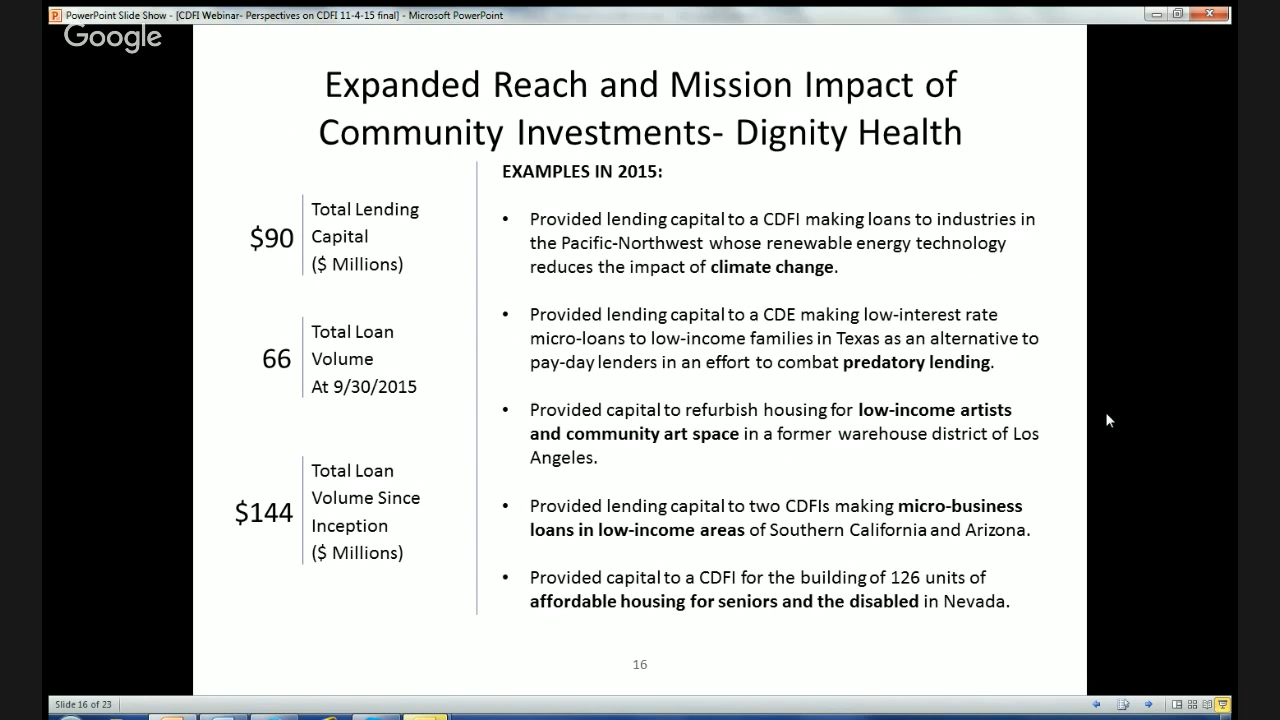 PowerPoint Slide Show - [CDFI Webinar- Perspectives on CDFI 11-4-15 final] - Microsoft PowerPoint
Google
Expanded Reach and Mission Impact of
Community Investments- Dignity Health
$90
Total Lending
Capital
($ Millions)
66
Total Loan
Volume
At 9/30/2015
$144
Total Loan
Volume Since
Inception
($ Millions)
EXAMPLES IN 2015:
• Provided lending capital to a CDFI making loans to industries in
the Pacific-Northwest whose renewable energy technology
reduces the impact of climate change.
• Provided lending capital to a CDE making low-interest rate
micro-loans to low-income families in Texas as an alternative to
pay-day lenders in an effort to combat predatory lending.
• Provided capital to refurbish housing for low-income artists
and community art space in a former warehouse district of Los
Angeles.
• Provided lending capital to two CDFIs making micro-business
loans in low-income areas of Southern California and Arizona.
• Provided capital to a CDFI for the building of 126 units of
affordable housing for seniors and the disabled in Nevada.
16
Slide 16 of 23